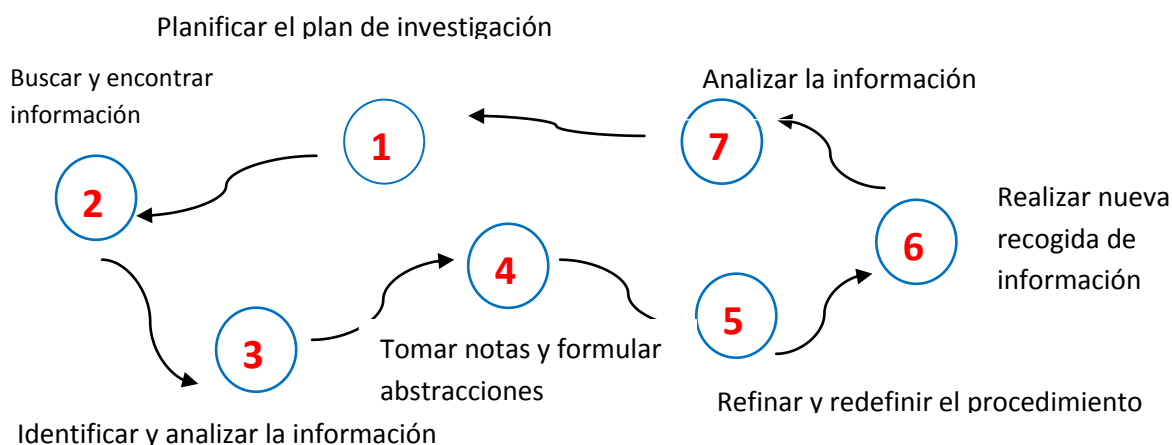 Planificar el plan de investigación
Buscar y encontrar
información
Analizar la información
1
7
2
Realizar nueva
recogida de
información
6
4
5
3
Tomar notas y formular
abstracciones
Refinar y redefinir el procedimiento
Identificar y analizar la información